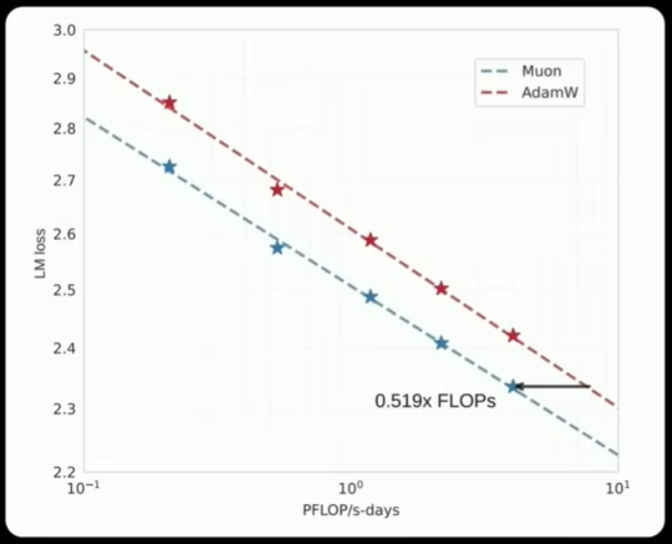 3.0
2.9
2.8
2.7
2.6
2.5
2.4
2.3
2.2
LM loss
Muon
AdamW
0.519x FLOPs
10⁻¹
10⁰
10¹
PFLOP/s-days